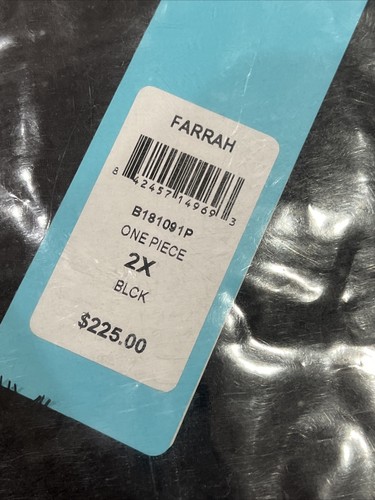 FARRAH
8 42457 14969 3
B181091P
ONE PIECE
2X
BLCK
$225.00